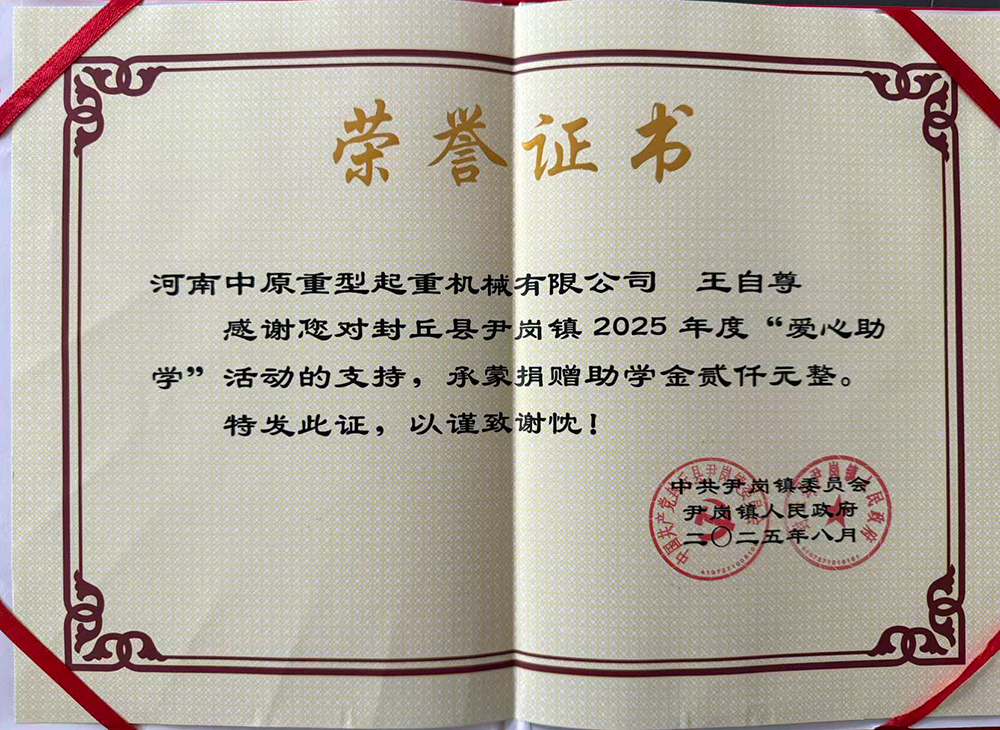 荣誉证书
河南中原重型起重机械有限公司 王自尊
感谢您对封丘县尹岗镇 2025 年度“爱心助
学”活动的支持，承蒙捐赠助学金贰仟元整。
特发此证，以谨致谢忱！
中共尹岗镇委员会
尹岗镇人民政府
二〇二五年八月